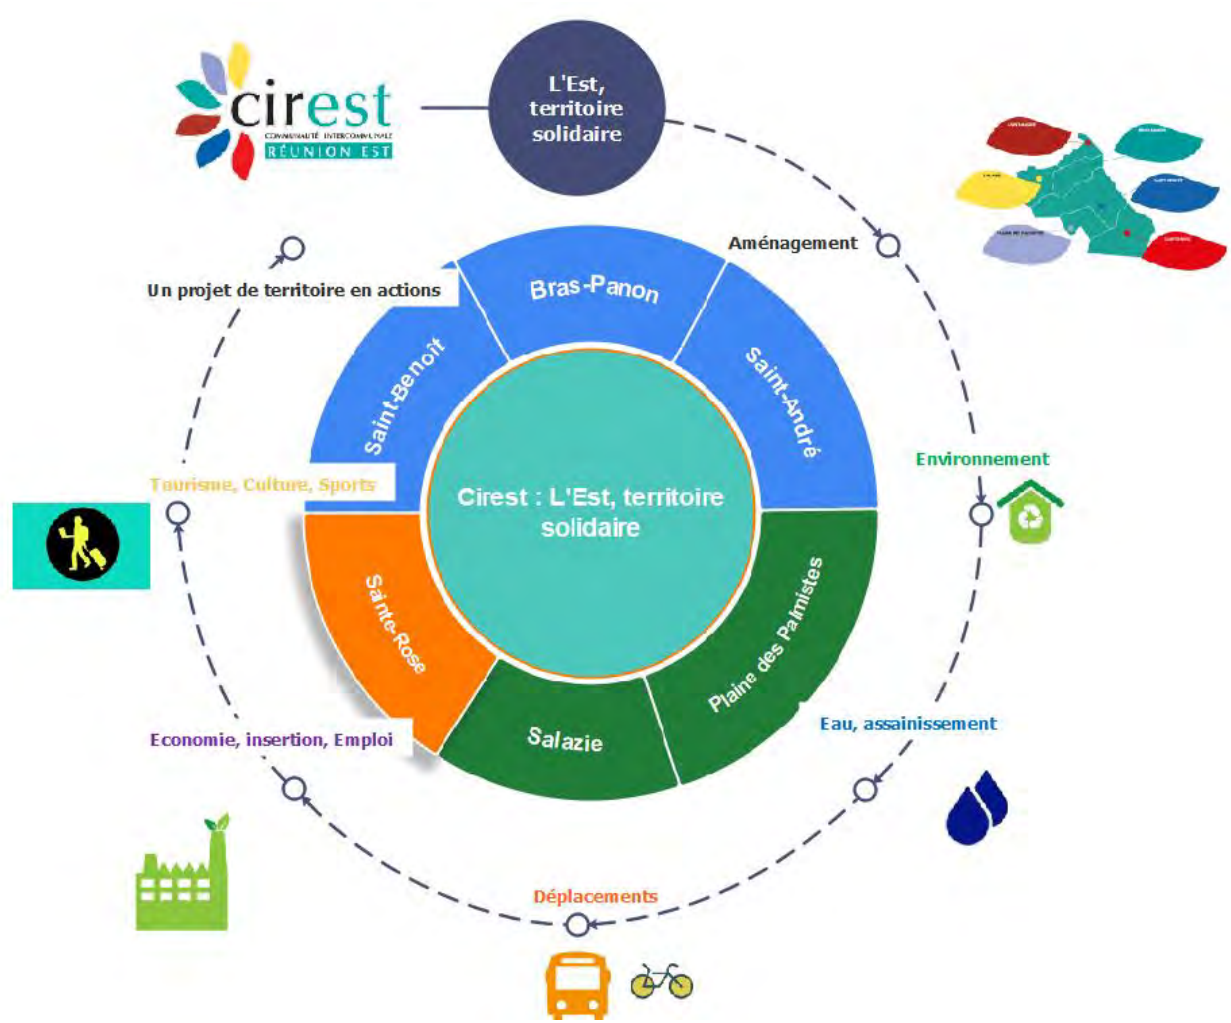 cirest
COMMUNAUTÉ INTERCOMMUNALE
RÉUNION EST
L'Est,
territoire
solidaire
Aménagement
Un projet de territoire en actions
Bras-Panon
Saint-Benoît
Saint-André
Environnement
Tourisme, Culture, Sports
Cirest : L'Est, territoire
solidaire
Sainte-Rose
Plaine des Palmistes
Salazie
Eau, assainissement
Economie, insertion, Emploi
Déplacements